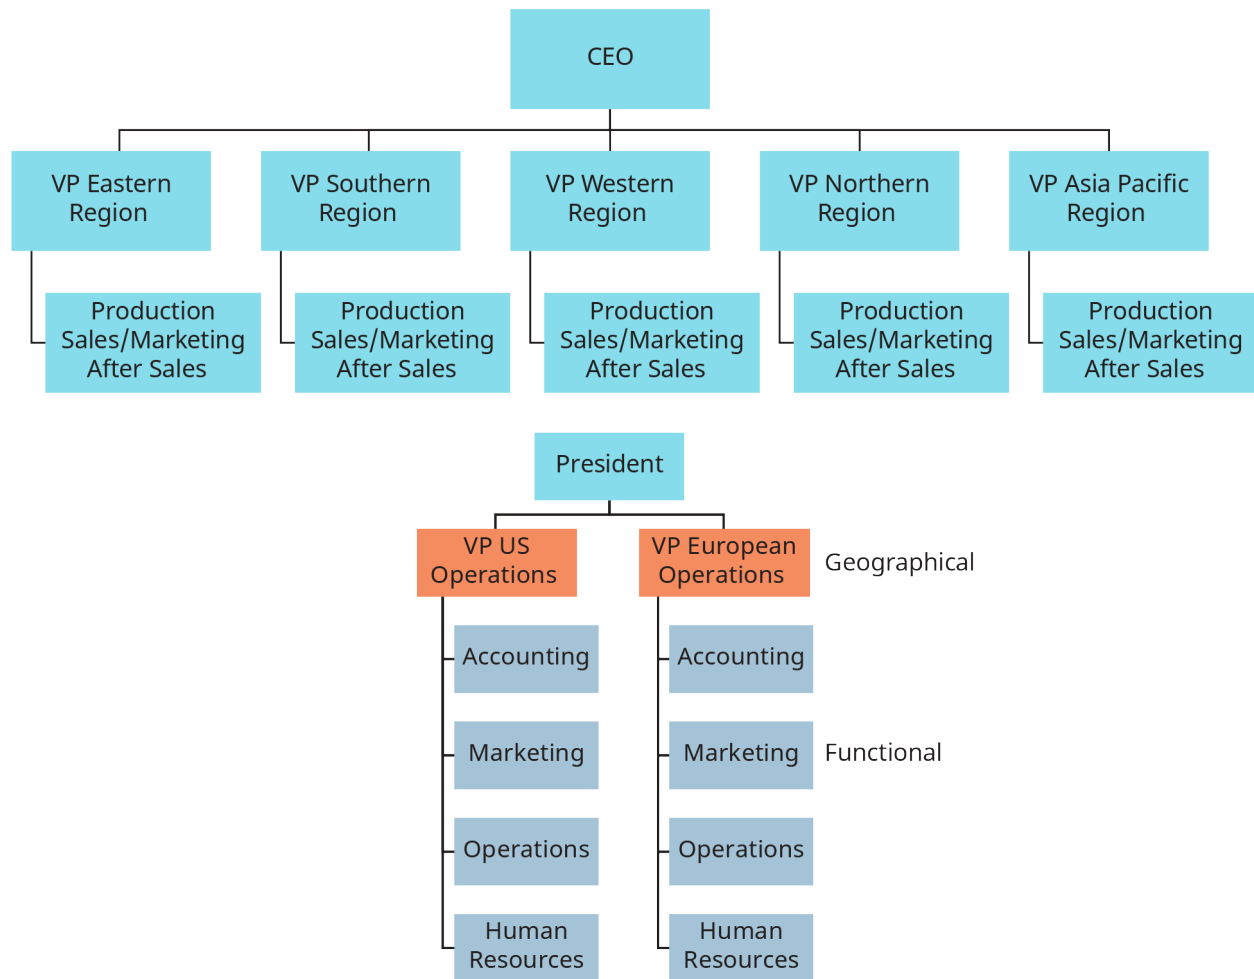 CEO
VP Eastern
Region
VP Southern
Region
VP Western
Region
VP Northern
Region
VP Asia Pacific
Region
Production
Sales/Marketing
After Sales
Production
Sales/Marketing
After Sales
Production
Sales/Marketing
After Sales
Production
Sales/Marketing
After Sales
Production
Sales/Marketing
After Sales
President
VP US
Operations
VP European
Operations
Geographical
Accounting
Accounting
Marketing
Marketing
Functional
Operations
Operations
Human
Resources
Human
Resources